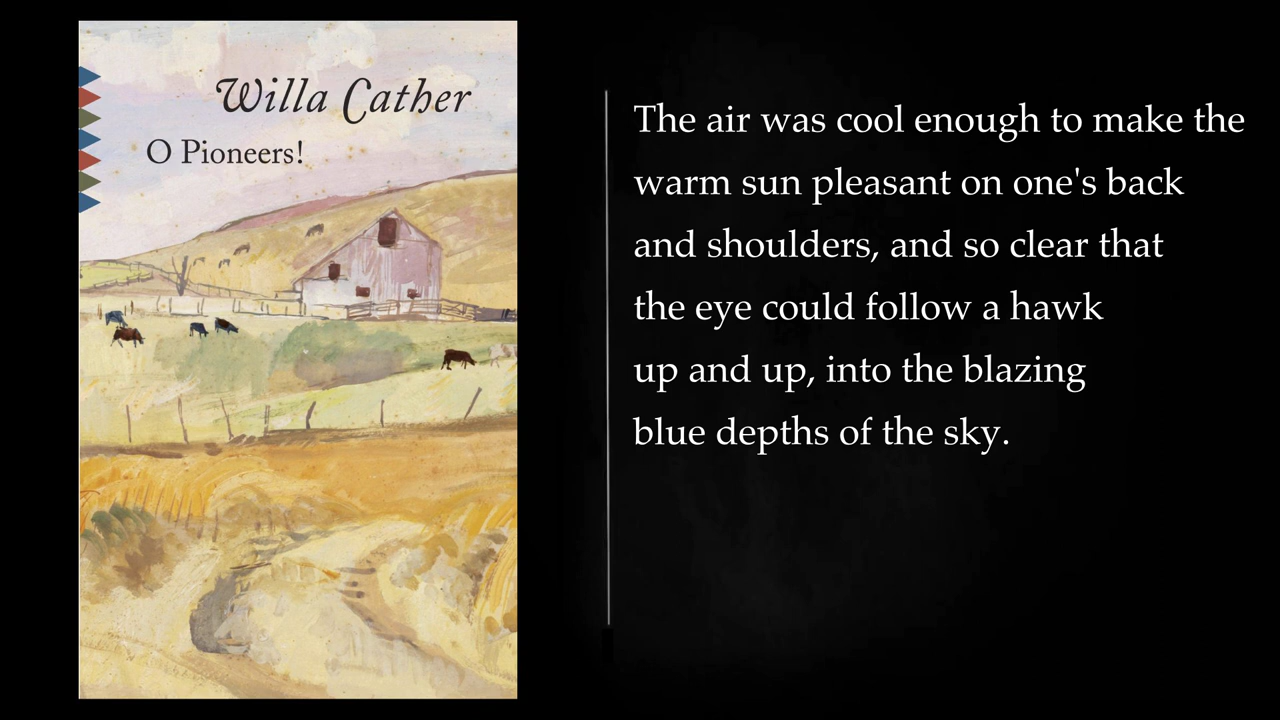 Willa Cather
O Pioneers!
The air was cool enough to make the
warm sun pleasant on one's back
and shoulders, and so clear that
the eye could follow a hawk
up and up, into the blazing
blue depths of the sky.